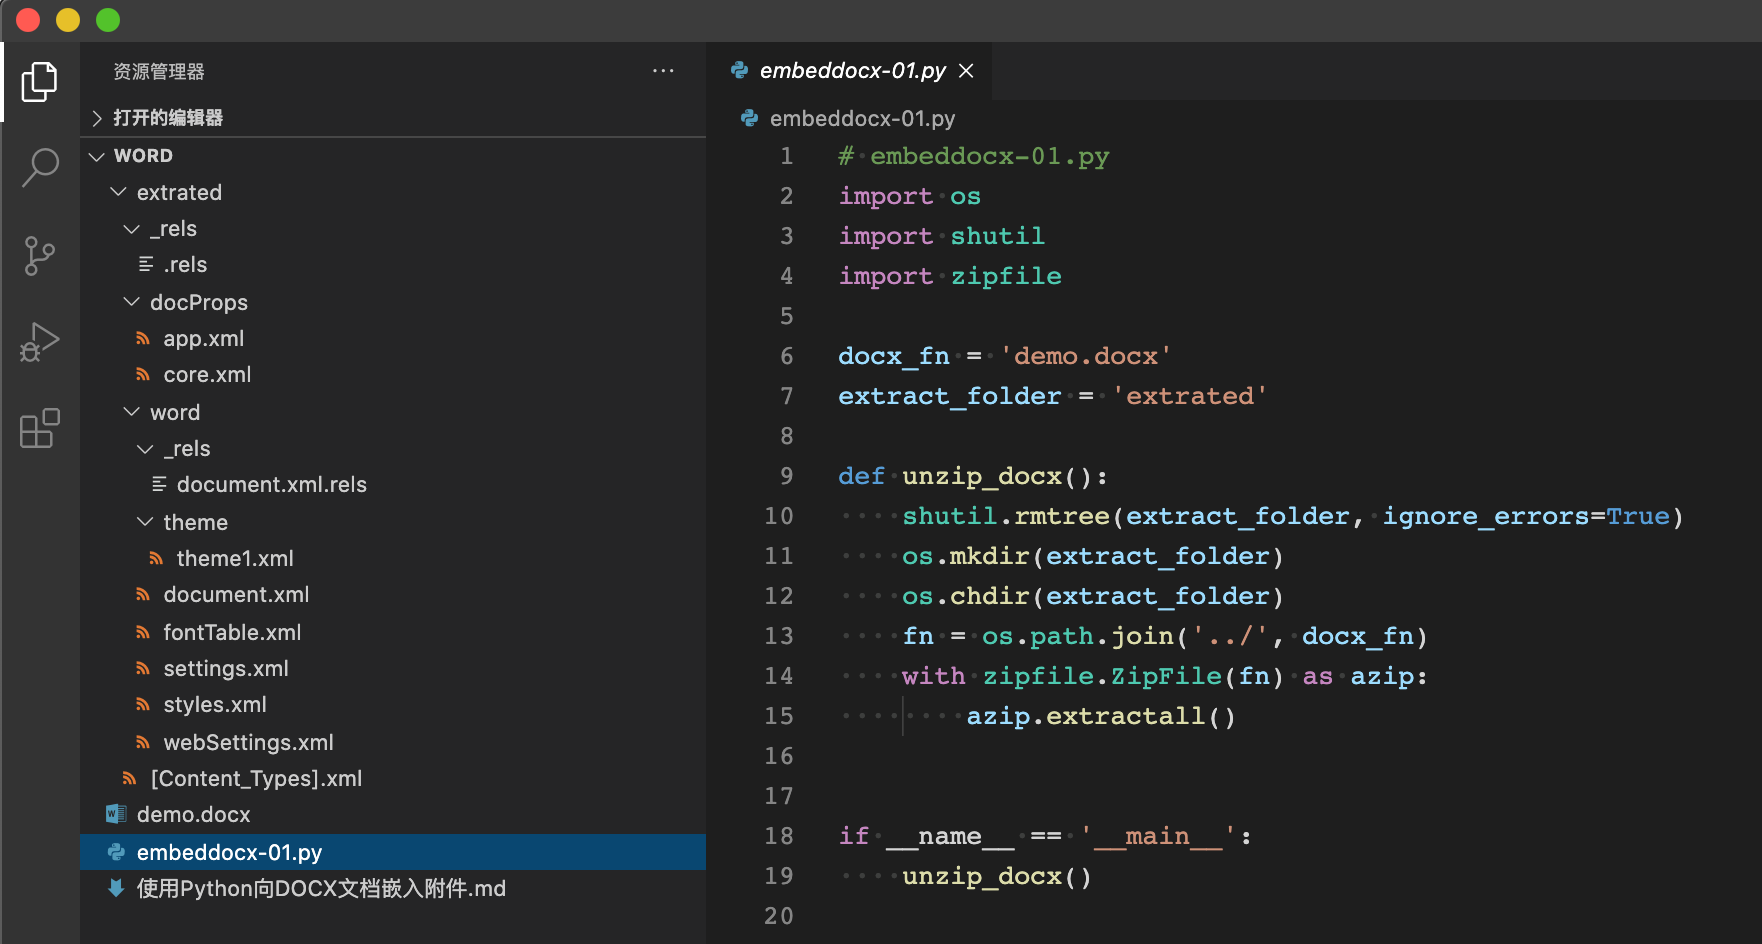 资源管理器
打开的编辑器
WORD
extrated
_rels
.rels
docProps
app.xml
core.xml
word
_rels
document.xml.rels
theme
theme1.xml
document.xml
fontTable.xml
settings.xml
styles.xml
webSettings.xml
[Content_Types].xml
demo.docx
embeddocx-01.py
使用Python向DOCX文档嵌入附件.md
embeddocx-01.py
embeddocx-01.py
1 # embeddocx-01.py
2 import os
3 import shutil
4 import zipfile
5
6 docx_fn = 'demo.docx'
7 extract_folder = 'extrated'
8
9 def unzip_docx():
10     shutil.rmtree(extract_folder, ignore_errors=True)
11     os.mkdir(extract_folder)
12     os.chdir(extract_folder)
13     fn = os.path.join('../', docx_fn)
14     with zipfile.ZipFile(fn) as azip:
15         azip.extractall()
16
17
18 if __name__ == '__main__':
19     unzip_docx()
20